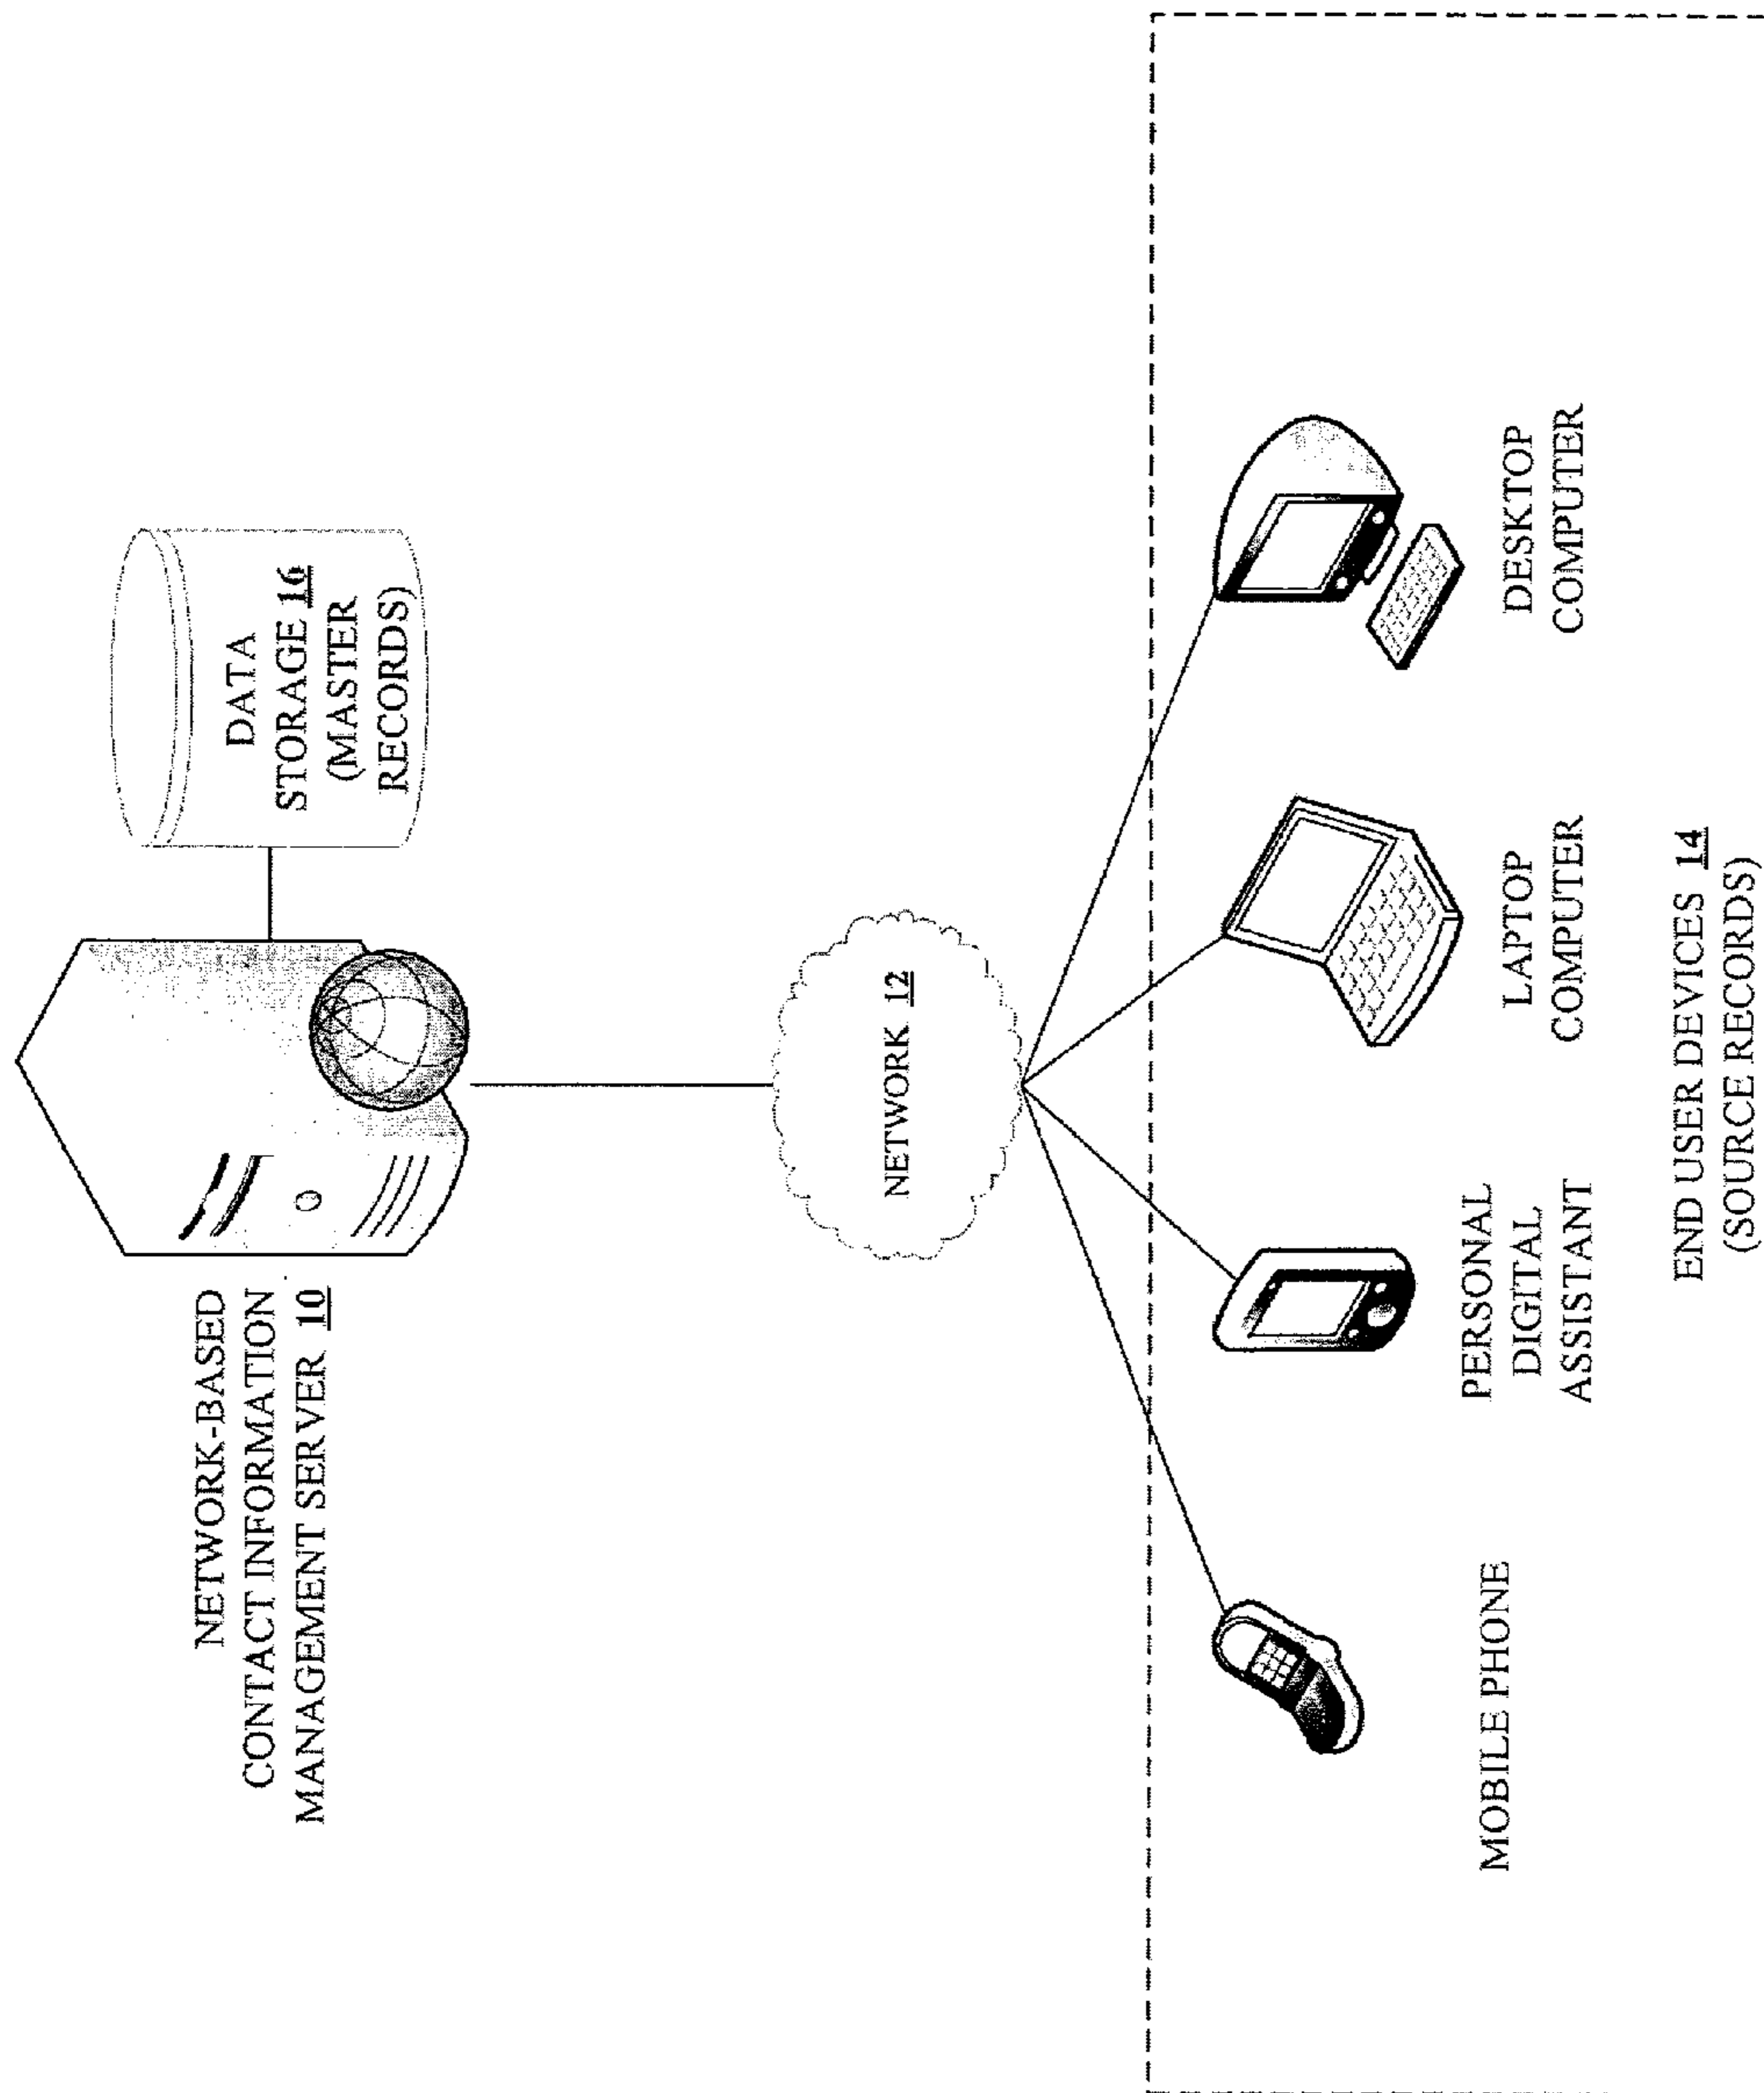 NETWORK-BASED
CONTACT INFORMATION
MANAGEMENT SERVER 10
DATA
STORAGE 16
(MASTER
RECORDS)
NETWORK 12
MOBILE PHONE
PERSONAL
DIGITAL
ASSISTANT
LAPTOP
COMPUTER
DESKTOP
COMPUTER
END USER DEVICES 14
(SOURCE RECORDS)